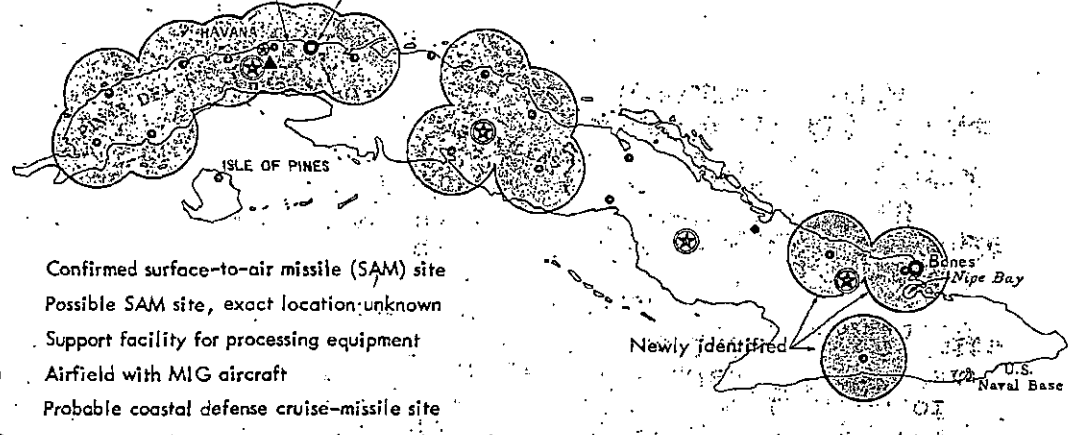 HAVANA
DEL
LAS
ISLE OF PINES
Confirmed surface-to-air missile (SAM) site
Possible SAM site, exact location unknown
Support facility for processing equipment
Airfield with MIG aircraft
Probable coastal defense cruise-missile site
Banes
Nipe Bay
Newly identified
U.S.
Naval Base